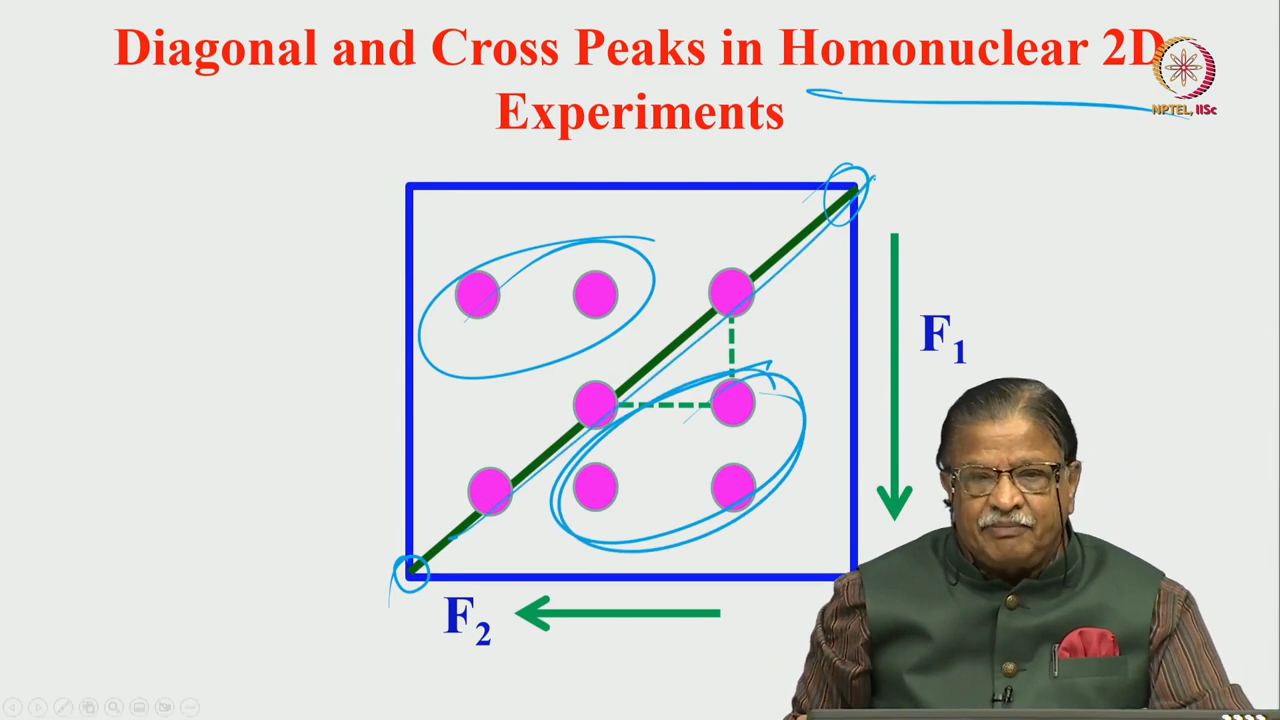 Diagonal and Cross Peaks in Homonuclear 2D
Experiments
NPTEL, IISc
F₁
F₂